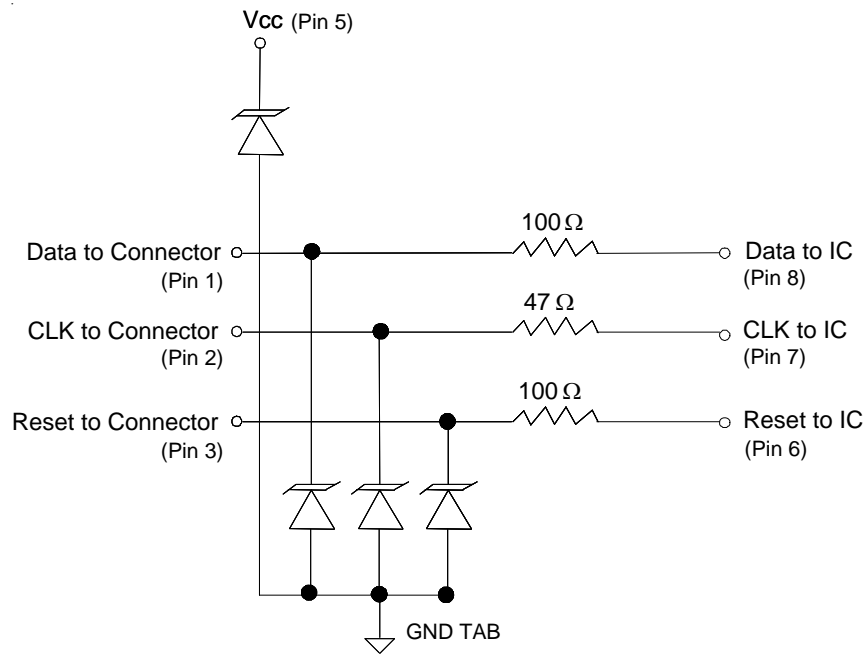 Vcc (Pin 5)
100 Ω
Data to Connector
(Pin 1)
Data to IC
(Pin 8)
47 Ω
CLK to Connector
(Pin 2)
CLK to IC
(Pin 7)
100 Ω
Reset to Connector
(Pin 3)
Reset to IC
(Pin 6)
GND TAB